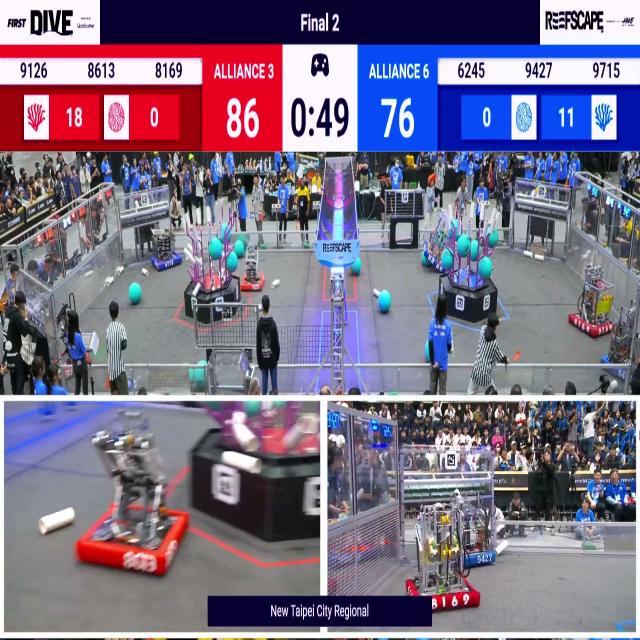 FIRST DIVE
Final 2
REEFSCAPE
9126 8613 8169
ALLIANCE 3
ALLIANCE 6
6245 9427 9715
18
0
86
0:49
76
0
11
REEFSCAPE
8613
9427
8169
New Taipei City Regional